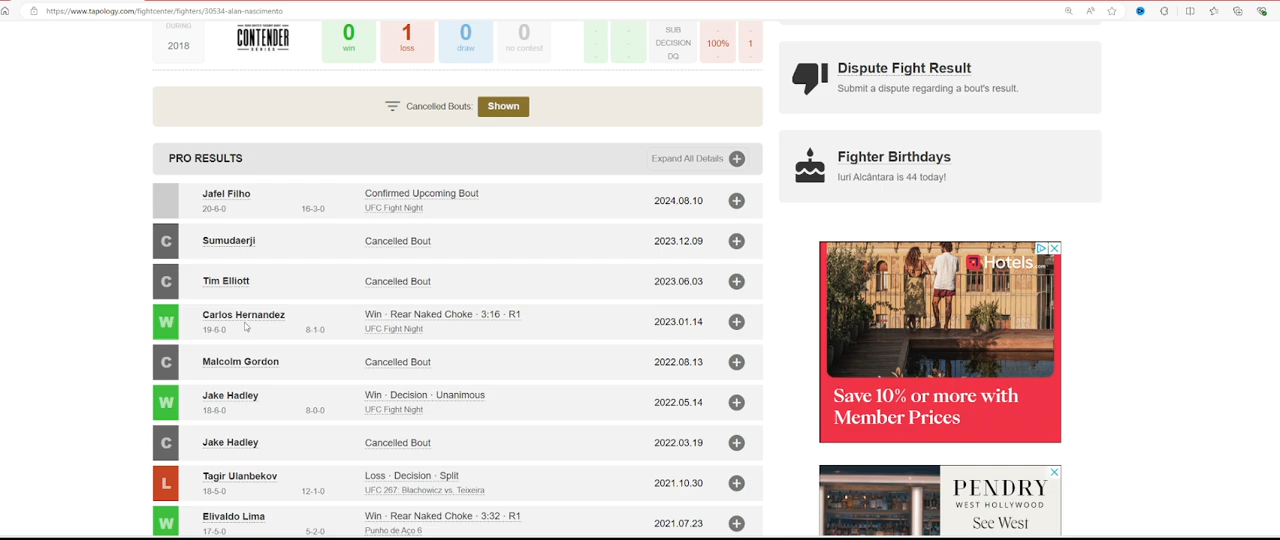 https://www.tapology.com/fightcenter/fighters/30534-alan-nascimento
DURING
2018
CONTENDER
SERIES
0
win
1
loss
0
draw
0
no contest
SUB
DECISION
DQ
100%
1
Cancelled Bouts: Shown
PRO RESULTS
Expand All Details
Jafel Filho
20-6-0 16-3-0
Confirmed Upcoming Bout
UFC Fight Night
2024.08.10
C
Sumudaerji
Cancelled Bout
2023.12.09
C
Tim Elliott
Cancelled Bout
2023.06.03
W
Carlos Hernandez
19-6-0 8-1-0
Win · Rear Naked Choke · 3:16 · R1
UFC Fight Night
2023.01.14
C
Malcolm Gordon
Cancelled Bout
2022.08.13
W
Jake Hadley
18-6-0 8-0-0
Win · Decision · Unanimous
UFC Fight Night
2022.05.14
C
Jake Hadley
Cancelled Bout
2022.03.19
L
Tagir Ulanbekov
18-5-0 12-1-0
Loss · Decision · Split
UFC 267: Błachowicz vs. Teixeira
2021.10.30
W
Elivaldo Lima
17-5-0 5-2-0
Win · Rear Naked Choke · 3:32 · R1
Punho de Aço 6
2021.07.23
Dispute Fight Result
Submit a dispute regarding a bout's result.
Fighter Birthdays
Iuri Alcântara is 44 today!
Hotels.com
Save 10% or more with
Member Prices
PENDRY
WEST HOLLYWOOD
See West